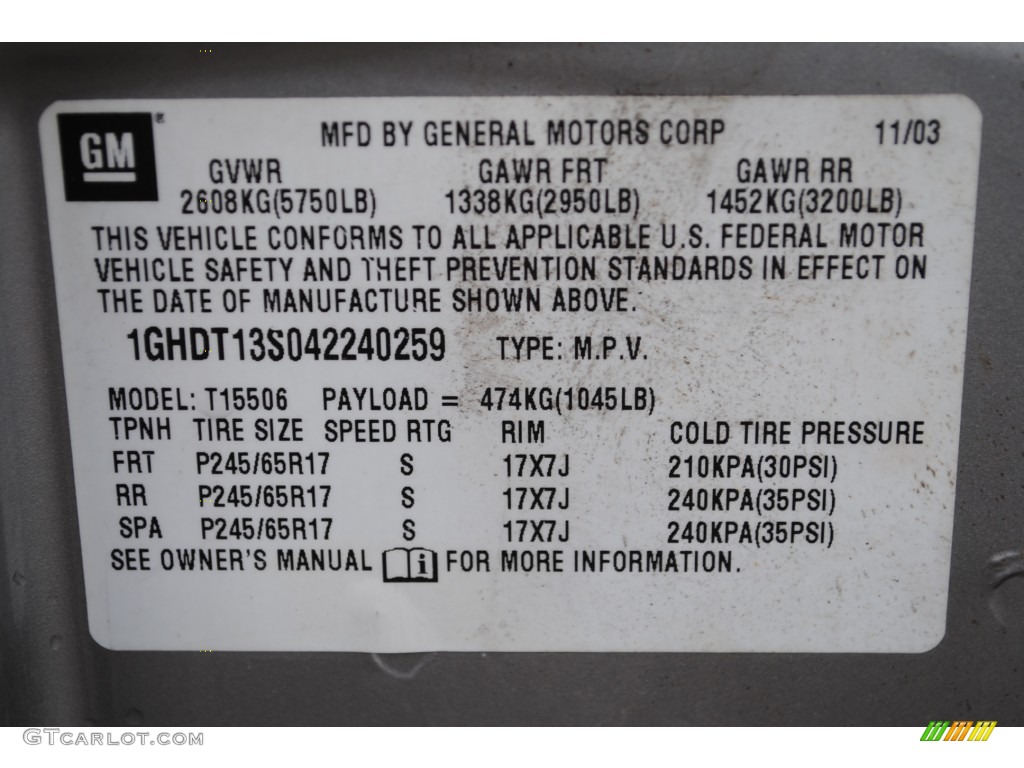 GM® MFD BY GENERAL MOTORS CORP 11/03
GVWR GAWR FRT GAWR RR
2608KG(5750LB) 1338KG(2950LB) 1452KG(3200LB)
THIS VEHICLE CONFORMS TO ALL APPLICABLE U.S. FEDERAL MOTOR
VEHICLE SAFETY AND THEFT PREVENTION STANDARDS IN EFFECT ON
THE DATE OF MANUFACTURE SHOWN ABOVE.
1GHDT13S042240259 TYPE: M.P.V.
MODEL: T15506 PAYLOAD = 474KG(1045LB)
TPNH TIRE SIZE SPEED RTG RIM COLD TIRE PRESSURE
FRT P245/65R17 S 17X7J 210KPA(30PSI)
RR P245/65R17 S 17X7J 240KPA(35PSI)
SPA P245/65R17 S 17X7J 240KPA(35PSI)
SEE OWNER'S MANUAL i FOR MORE INFORMATION.
GTCarLot.com